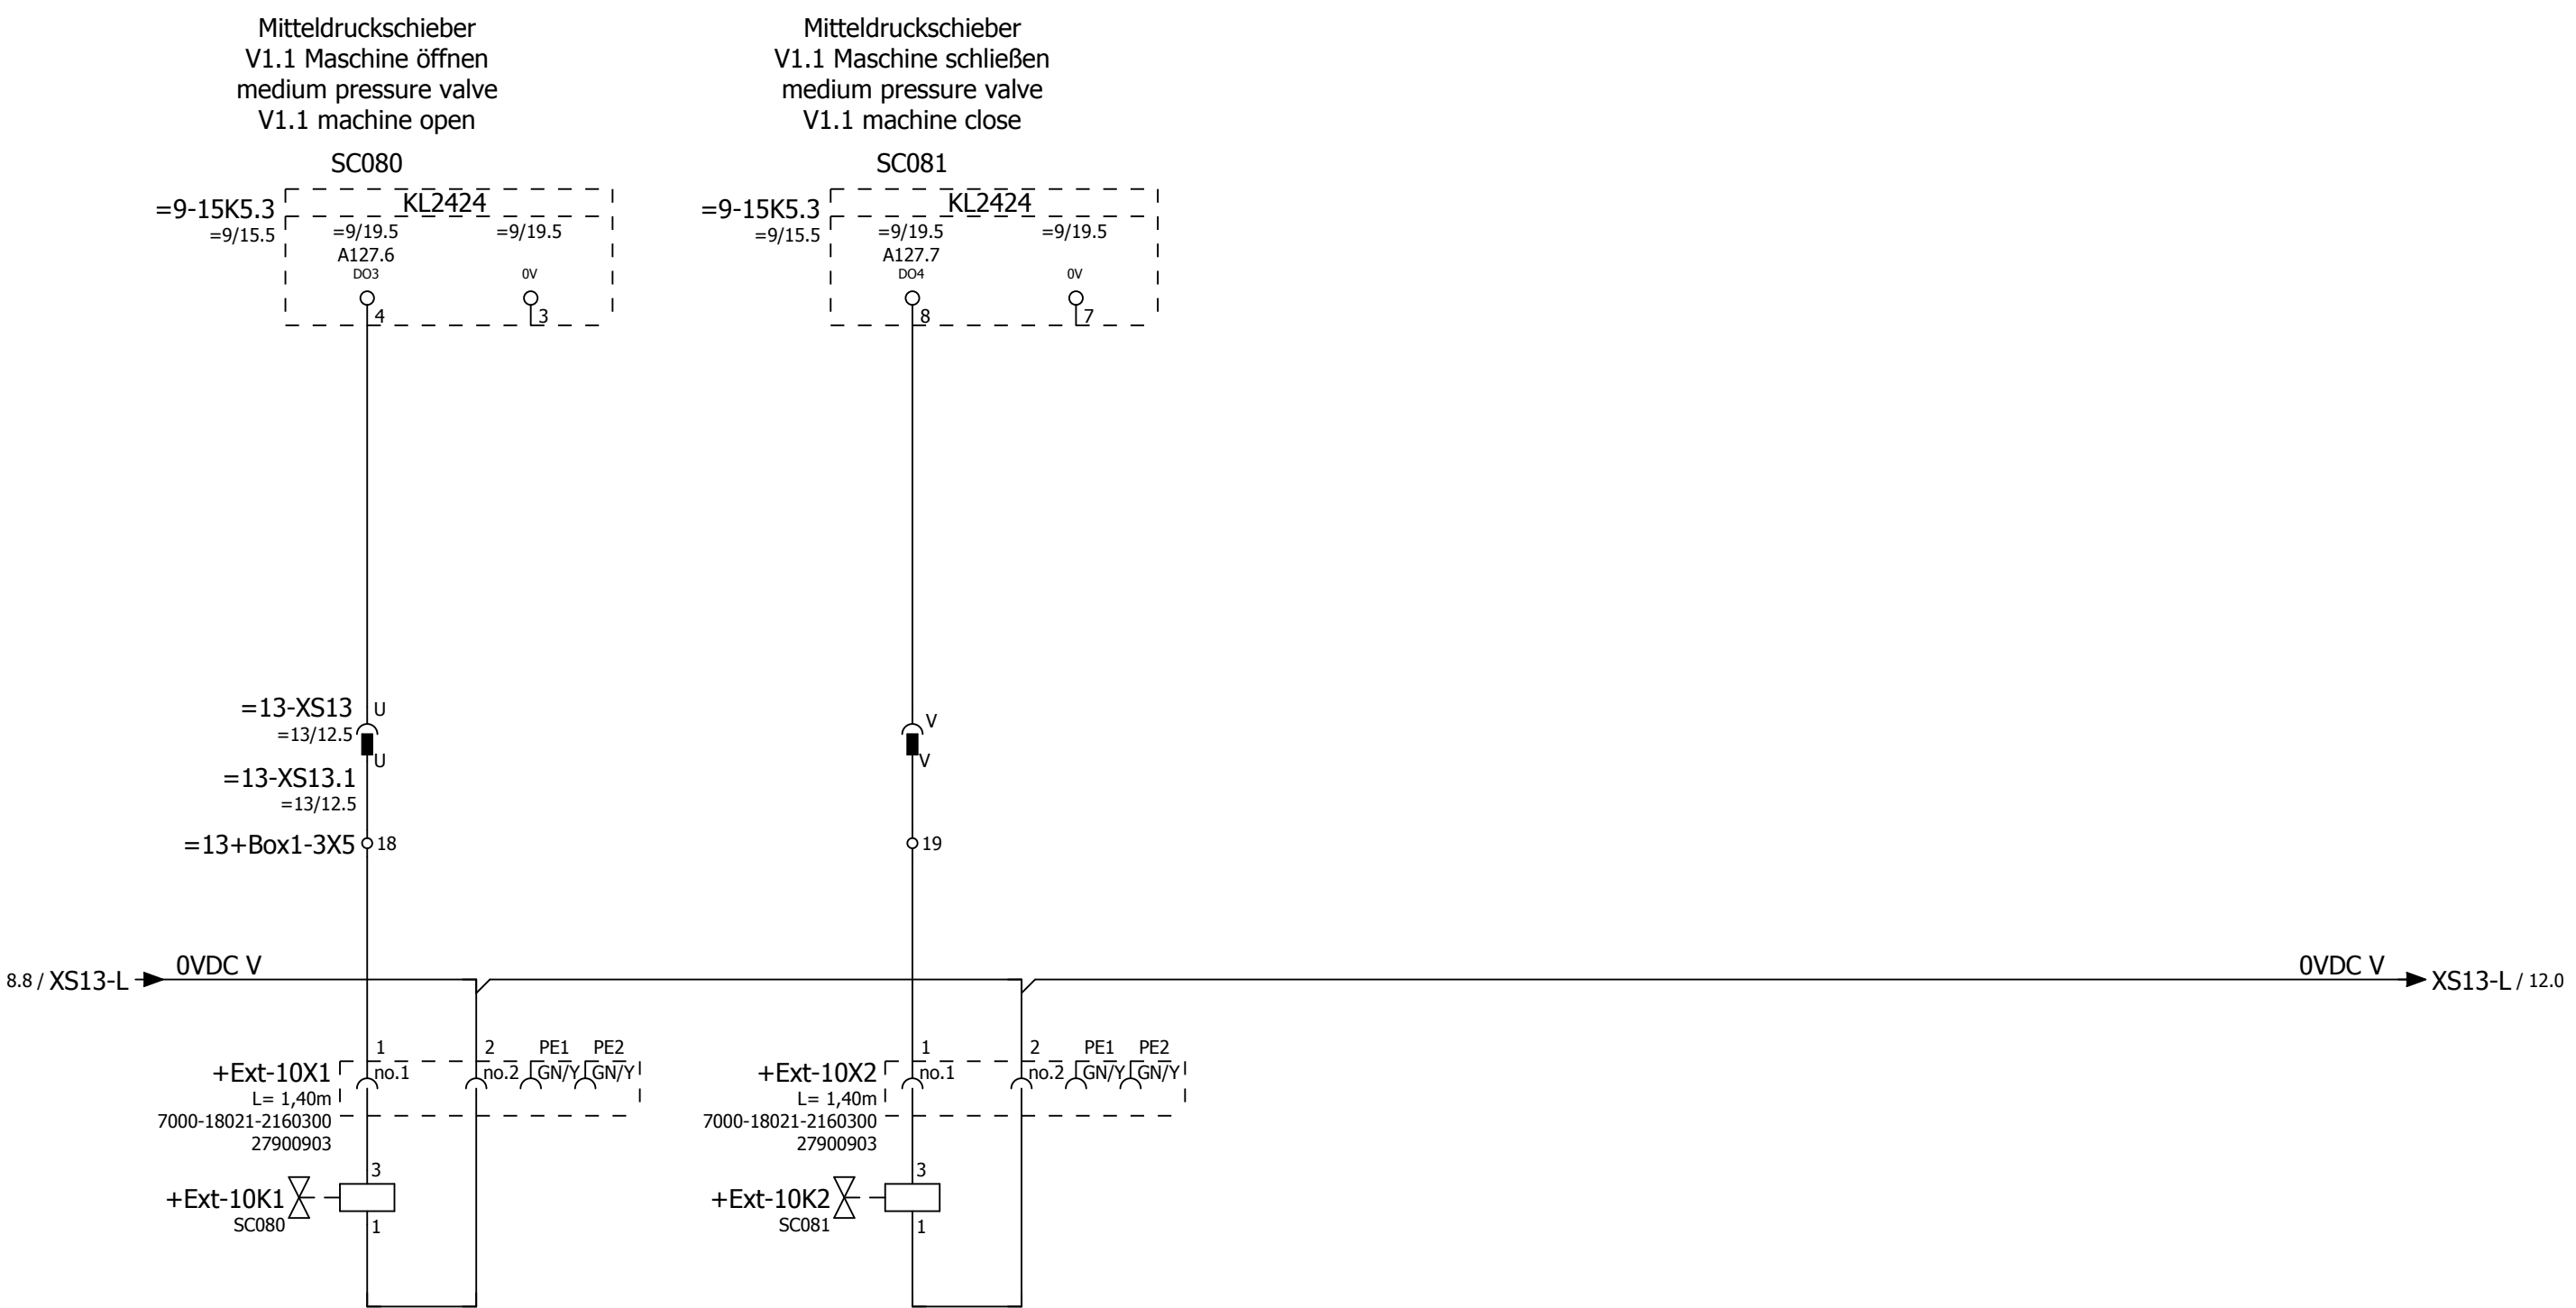 Mitteldruckschieber
V1.1 Maschine öffnen
medium pressure valve
V1.1 machine open
SC080
=9-15K5.3
=9/15.5
KL2424
=9/19.5
=9/19.5
A127.6
DO3
0V
4
3
Mitteldruckschieber
V1.1 Maschine schließen
medium pressure valve
V1.1 machine close
SC081
=9-15K5.3
=9/15.5
KL2424
=9/19.5
=9/19.5
A127.7
DO4
0V
8
7
=13-XS13
=13/12.5
U
U
=13-XS13.1
=13/12.5
=13+Box1-3X5
18
V
V
19
8.8 / XS13-L
0VDC V
0VDC V
XS13-L / 12.0
+Ext-10X1
L= 1,40m
7000-18021-2160300
27900903
1
no.1
2
no.2
PE1
GN/Y
PE2
GN/Y
+Ext-10K1
SC080
3
1
+Ext-10X2
L= 1,40m
7000-18021-2160300
27900903
1
no.1
2
no.2
PE1
GN/Y
PE2
GN/Y
+Ext-10K2
SC081
3
1